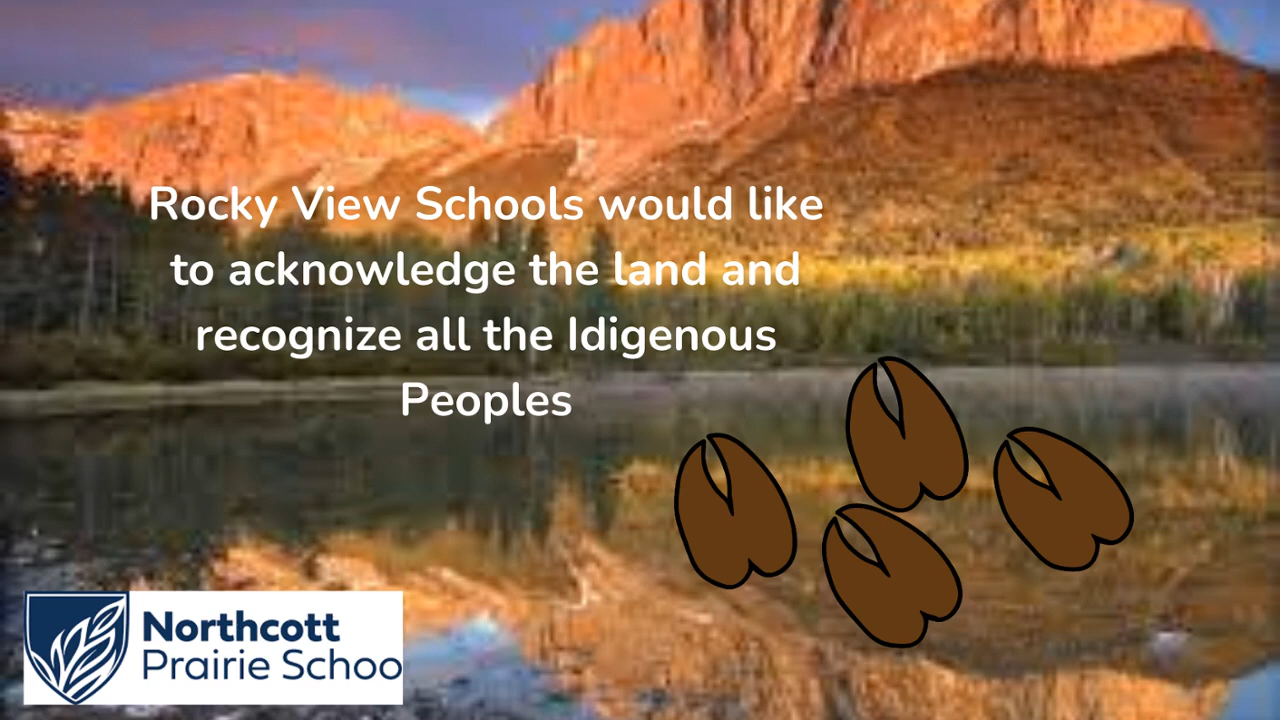 Rocky View Schools would like
to acknowledge the land and
recognize all the Idigenous
Peoples
Northcott
Prairie Schoo